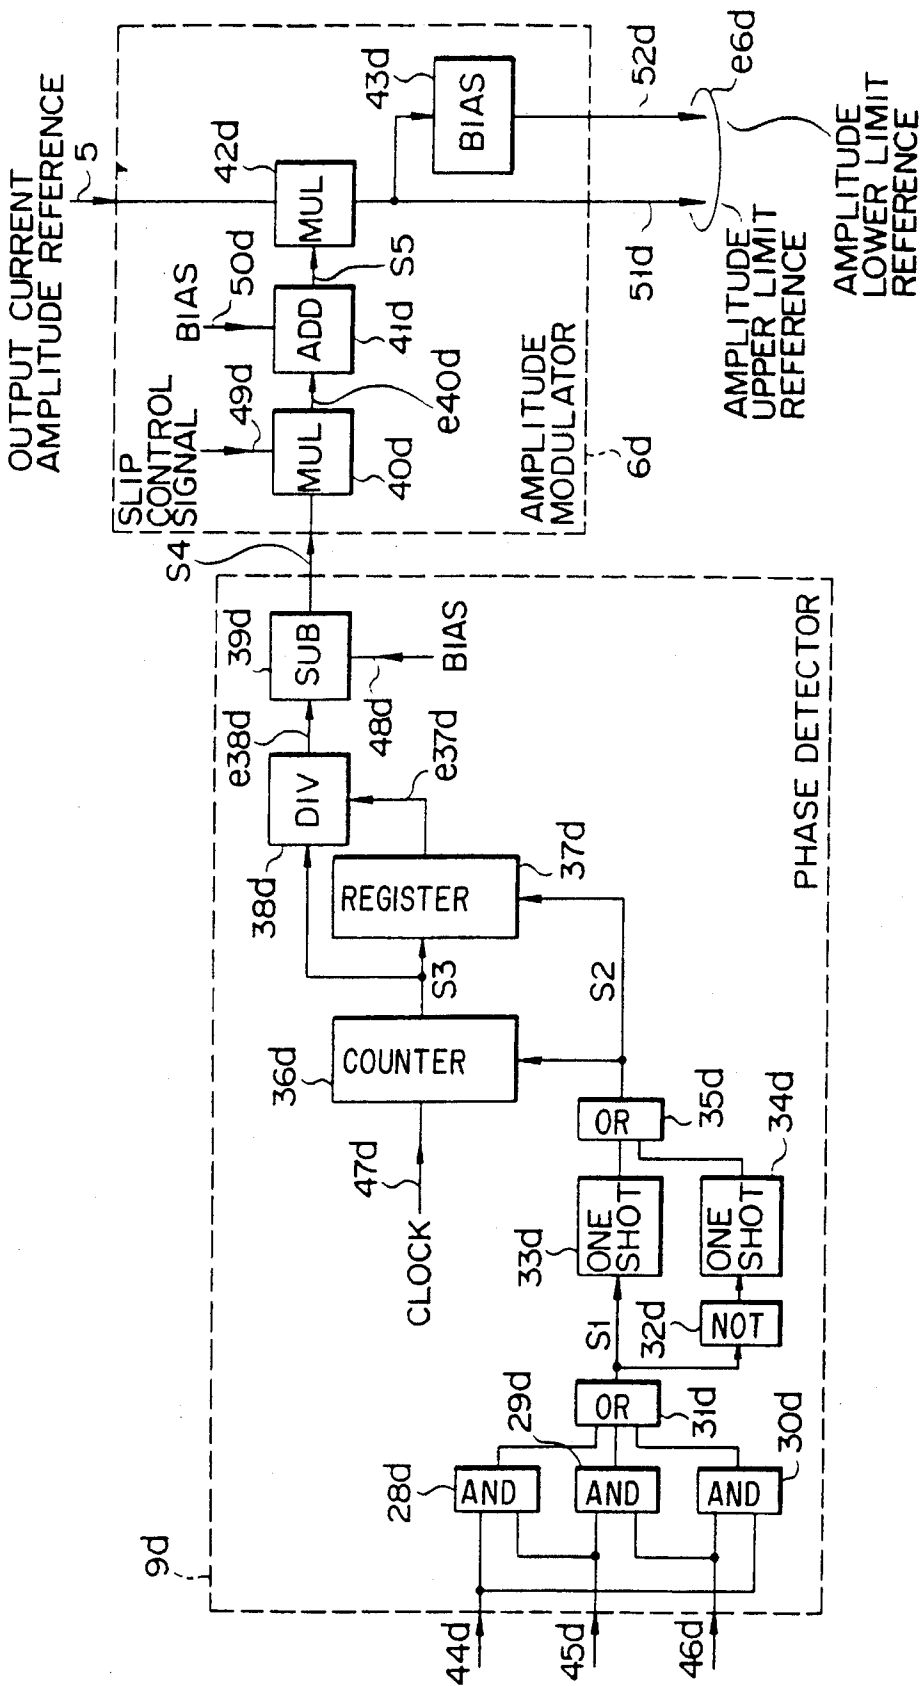 OUTPUT CURRENT
AMPLITUDE REFERENCE
5
SLIP
CONTROL
SIGNAL
49d
BIAS
50d
MUL
40d
e40d
ADD
41d
S5
MUL
42d
BIAS
43d
AMPLITUDE
MODULATOR
6d
51d
52d
e6d
AMPLITUDE
UPPER LIMIT
REFERENCE
AMPLITUDE
LOWER LIMIT
REFERENCE
S4
9d
44d
45d
46d
AND
28d
AND
29d
AND
30d
OR
31d
S1
NOT
32d
ONE
SHOT
33d
ONE
SHOT
34d
OR
35d
S2
CLOCK
47d
COUNTER
36d
S3
REGISTER
37d
e37d
DIV
38d
e38d
SUB
39d
48d
BIAS
PHASE DETECTOR